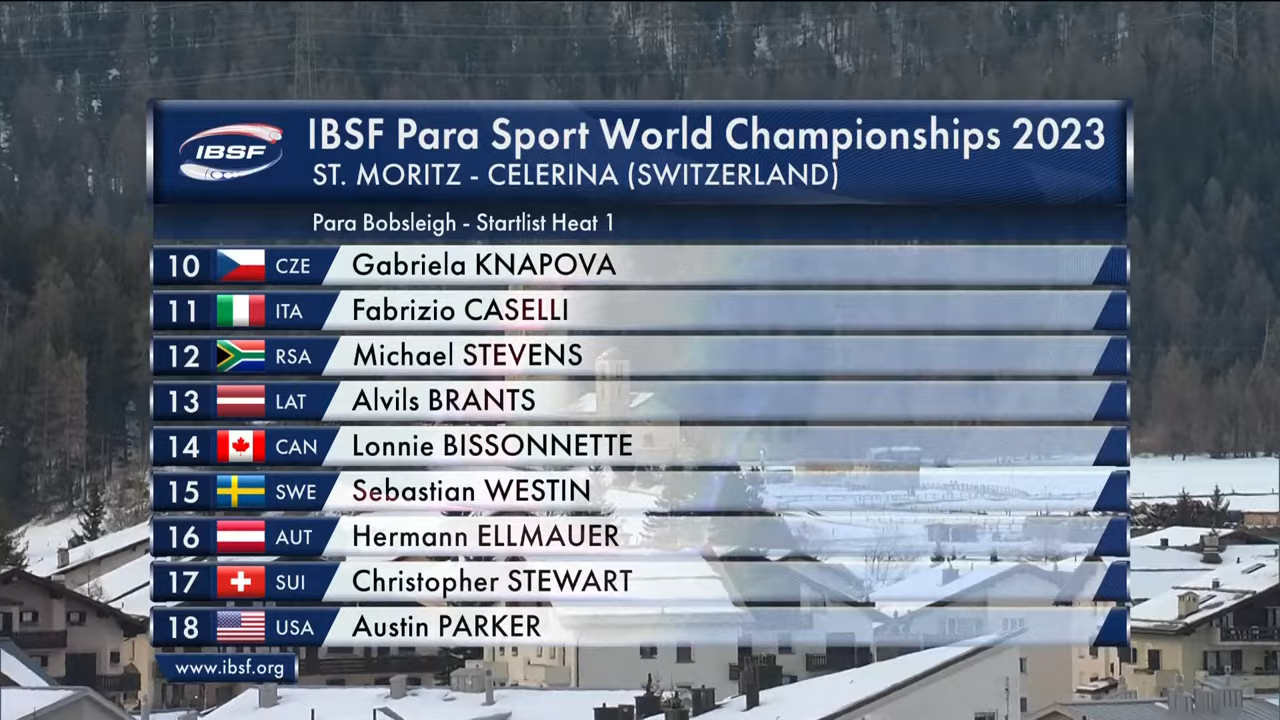 IBSF
IBSF Para Sport World Championships 2023
ST. MORITZ - CELERINA (SWITZERLAND)
Para Bobsleigh - Startlist Heat 1
10 CZE Gabriela KNAPOVA
11 ITA Fabrizio CASELLI
12 RSA Michael STEVENS
13 LAT Alvils BRANTS
14 CAN Lonnie BISSONNETTE
15 SWE Sebastian WESTIN
16 AUT Hermann ELLMAUER
17 SUI Christopher STEWART
18 USA Austin PARKER
www.ibsf.org